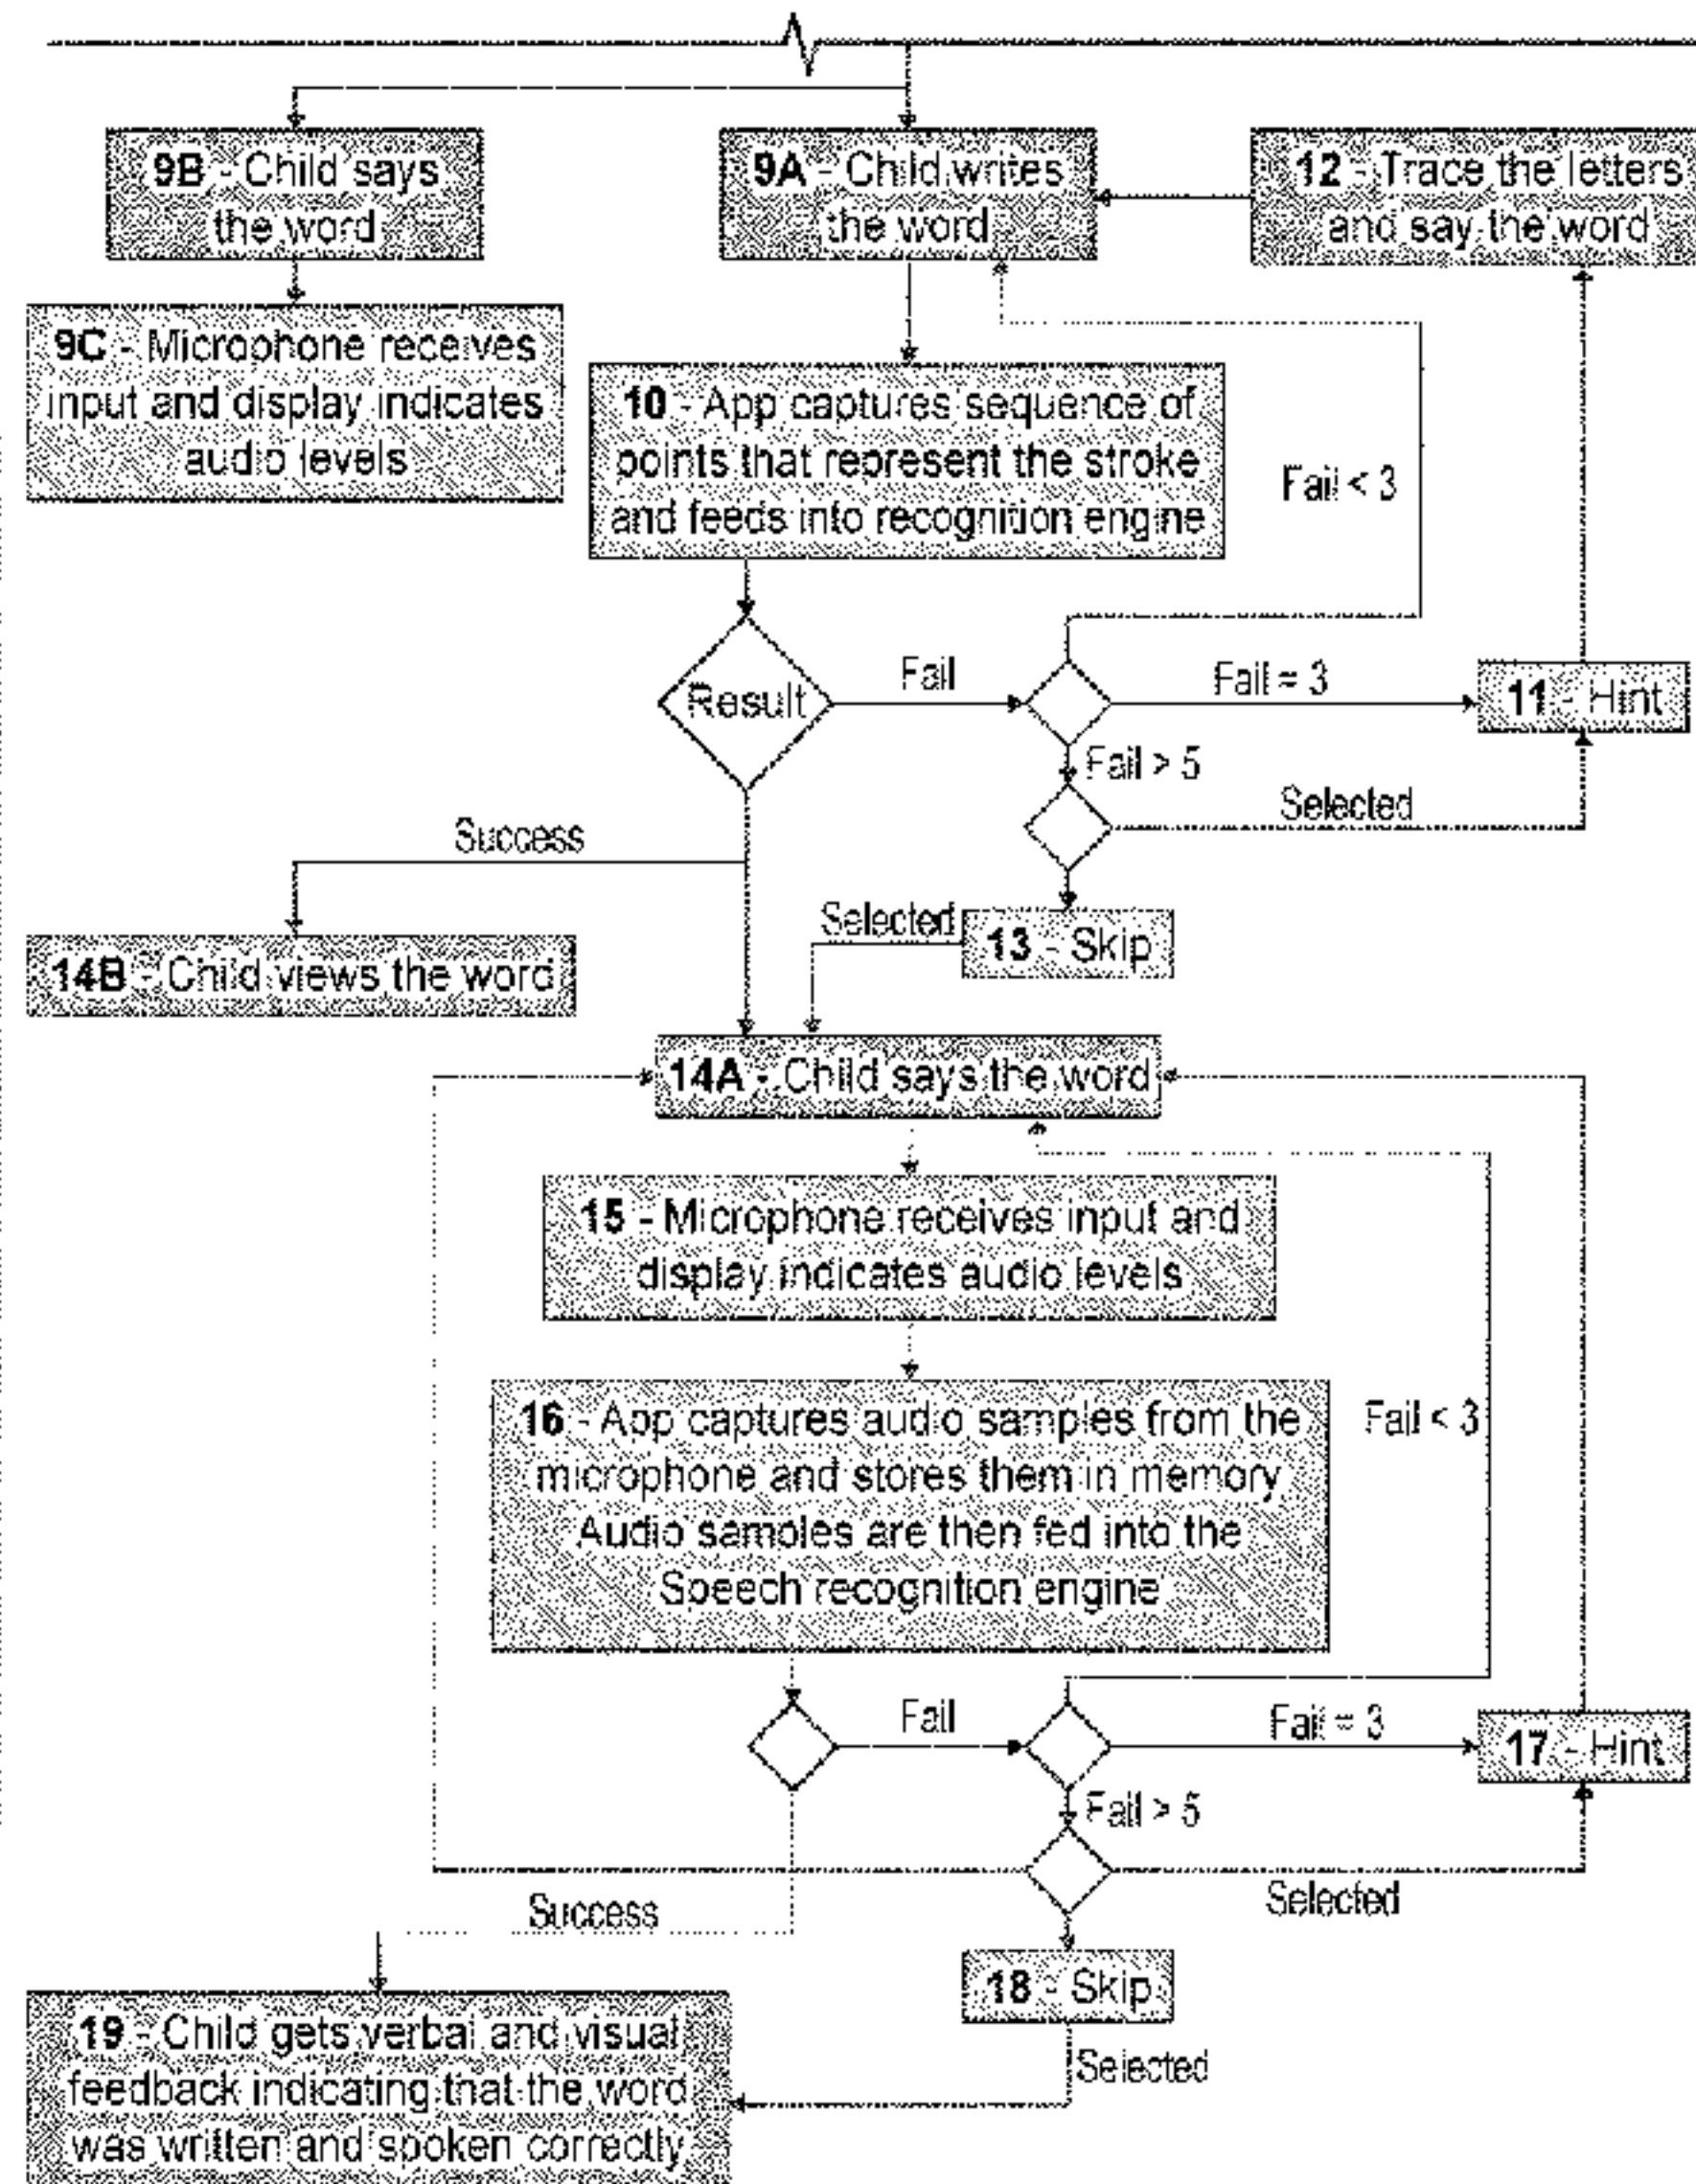 9B - Child says
the word
9A - Child writes
the word
12 - Trace the letters
and say the word
9C - Microphone receives
input and display indicates
audio levels
10 - App captures sequence of
points that represent the stroke
and feeds into recognition engine
Fail < 3
Result
Fail
Fail = 3
11 - Hint
Fail > 5
Selected
Success
Selected
13 - Skip
14B - Child views the word
14A - Child says the word
15 - Microphone receives input and
display indicates audio levels
16 - App captures audio samples from the
microphone and stores them in memory
Audio samples are then fed into the
Speech recognition engine
Fail < 3
Fail
Fail = 3
17 - Hint
Fail > 5
Selected
Success
18 - Skip
Selected
19 - Child gets verbal and visual
feedback indicating that the word
was written and spoken correctly